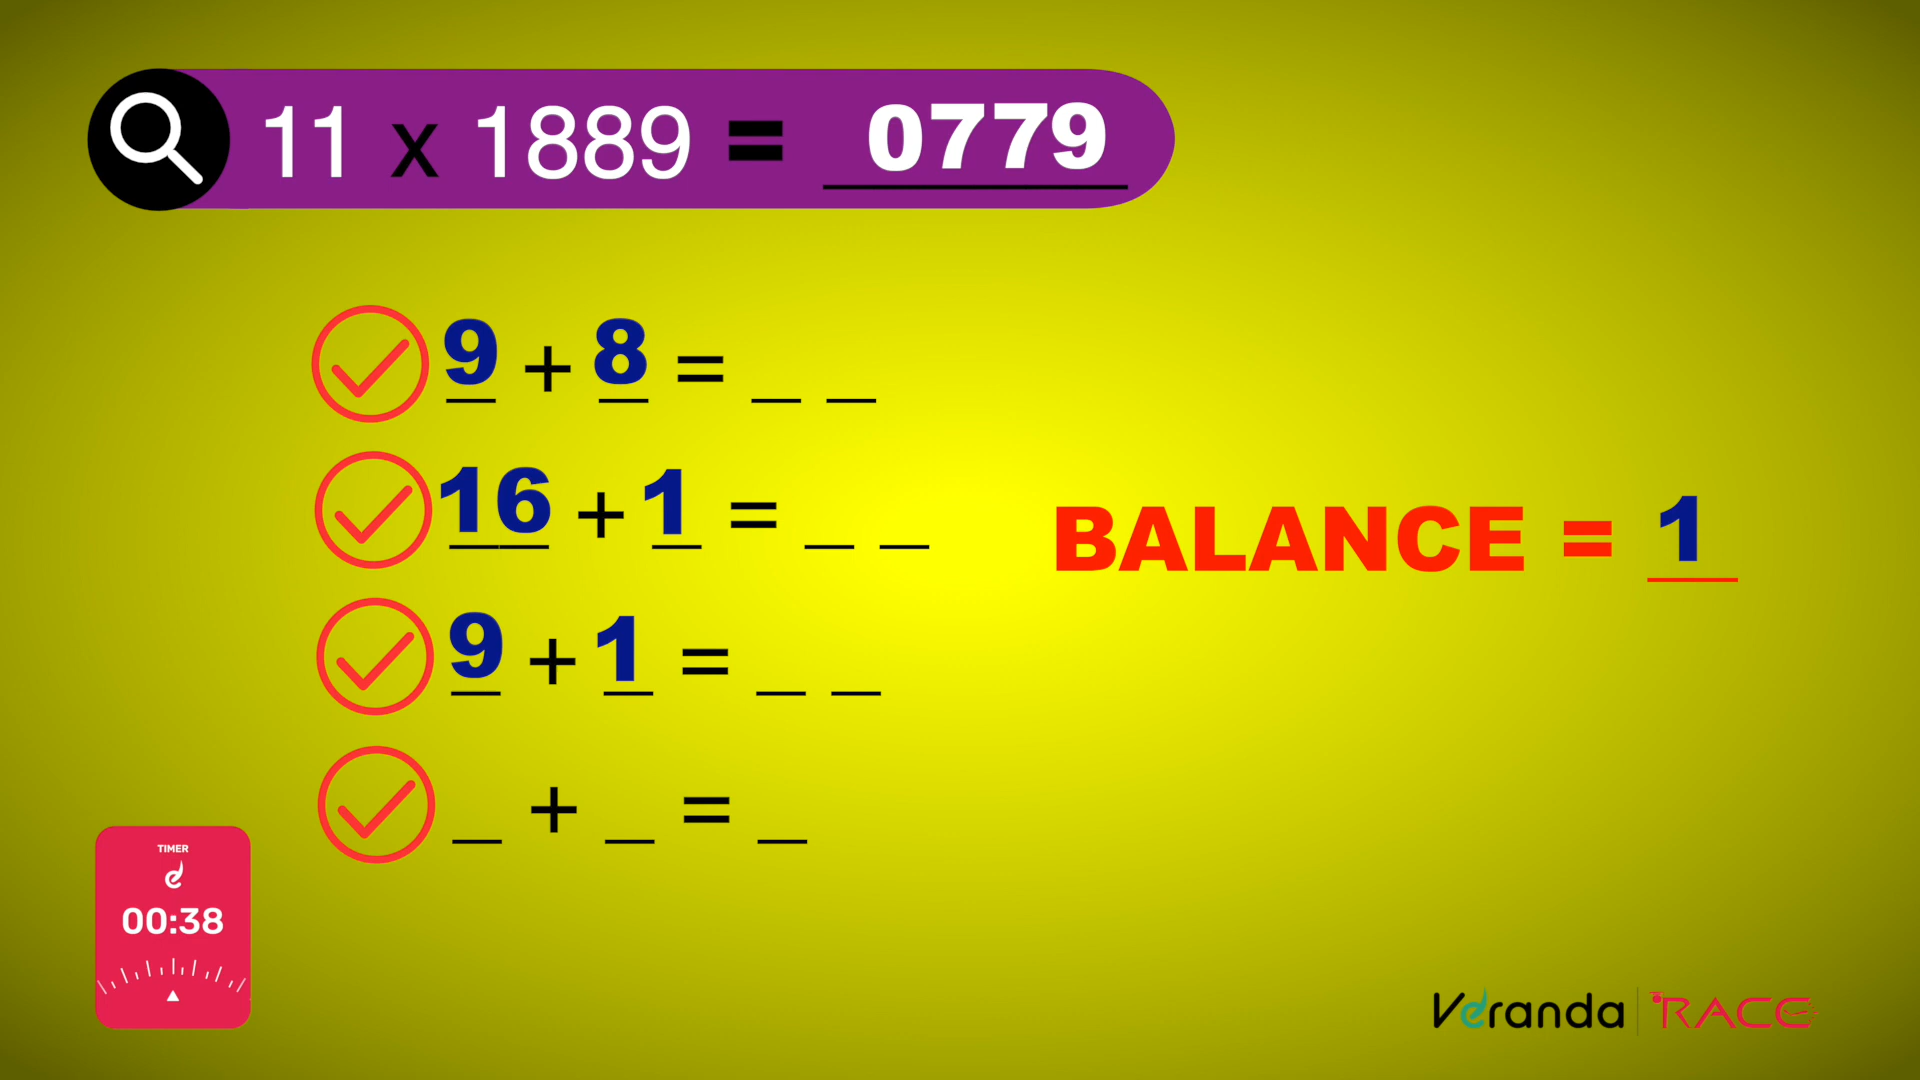 11 x 1889 = 0779
9 + 8 = _ _
16 + 1 = _ _
BALANCE = 1
9 + 1 = _ _
_ + _ = _
TIMER
00:38
Veranda | RACE